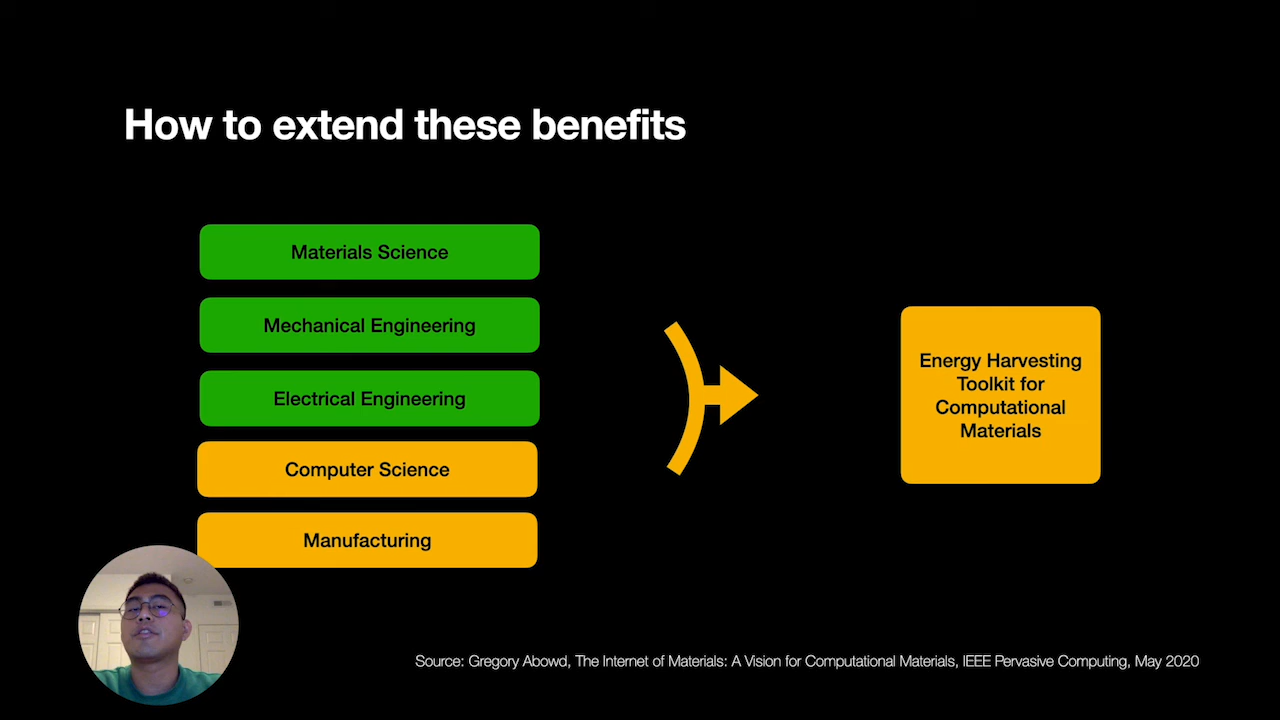 How to extend these benefits
Materials Science
Mechanical Engineering
Electrical Engineering
Computer Science
Manufacturing
Energy Harvesting
Toolkit for
Computational
Materials
Source: Gregory Abowd, The Internet of Materials: A Vision for Computational Materials, IEEE Pervasive Computing, May 2020